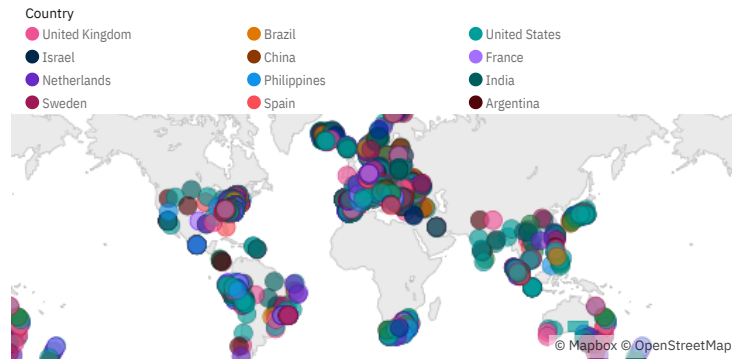 Country
United Kingdom
Brazil
United States
Israel
China
France
Netherlands
Philippines
India
Sweden
Spain
Argentina
© Mapbox © OpenStreetMap